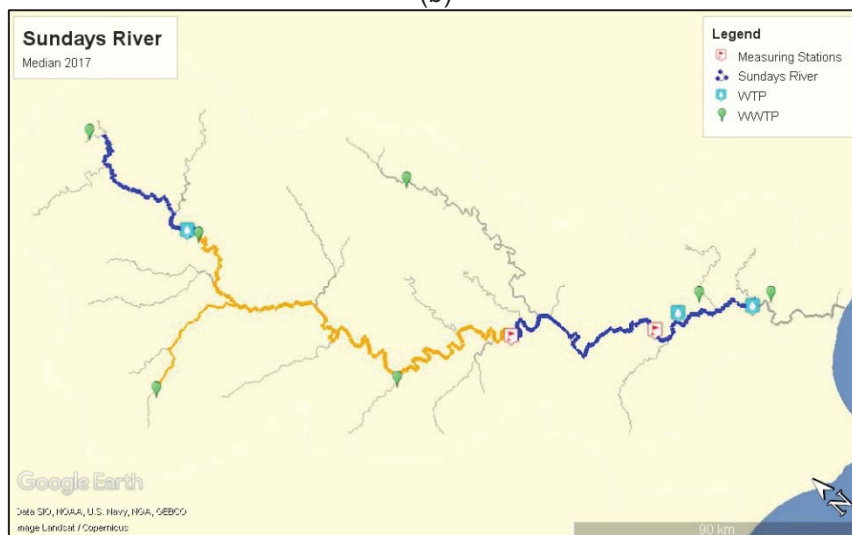 (b)
Sundays River
Median 2017
Legend
Measuring Stations
Sundays River
WTP
WWTP
Google Earth
Data SIO, NOAA, U.S. Navy, NGA, GEBCO
Image Landsat / Copernicus
90 km
N